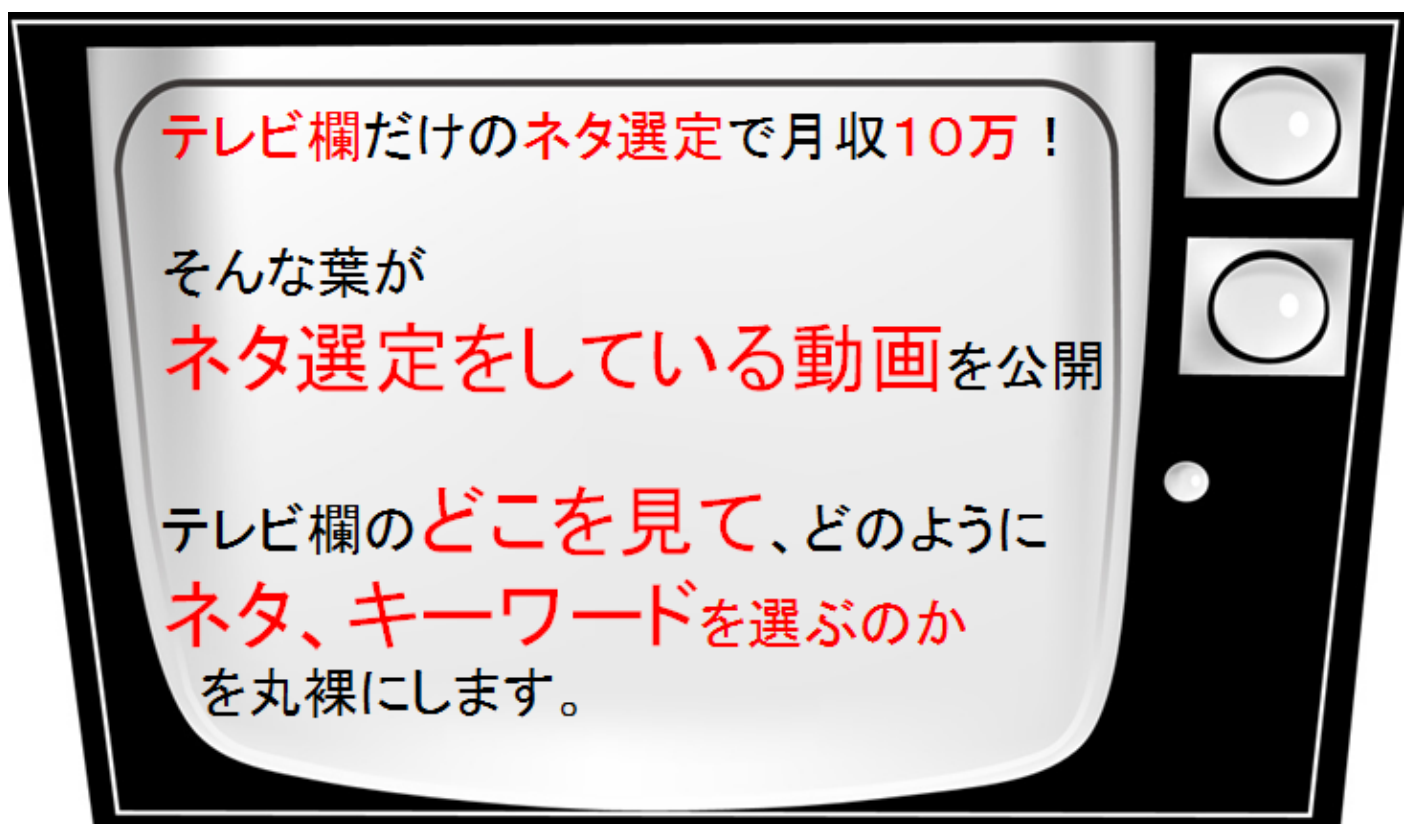 テレビ欄だけのネタ選定で月収１０万！
そんな葉が
ネタ選定をしている動画を公開
テレビ欄のどこを見て、どのように
ネタ、キーワードを選ぶのか
を丸裸にします。